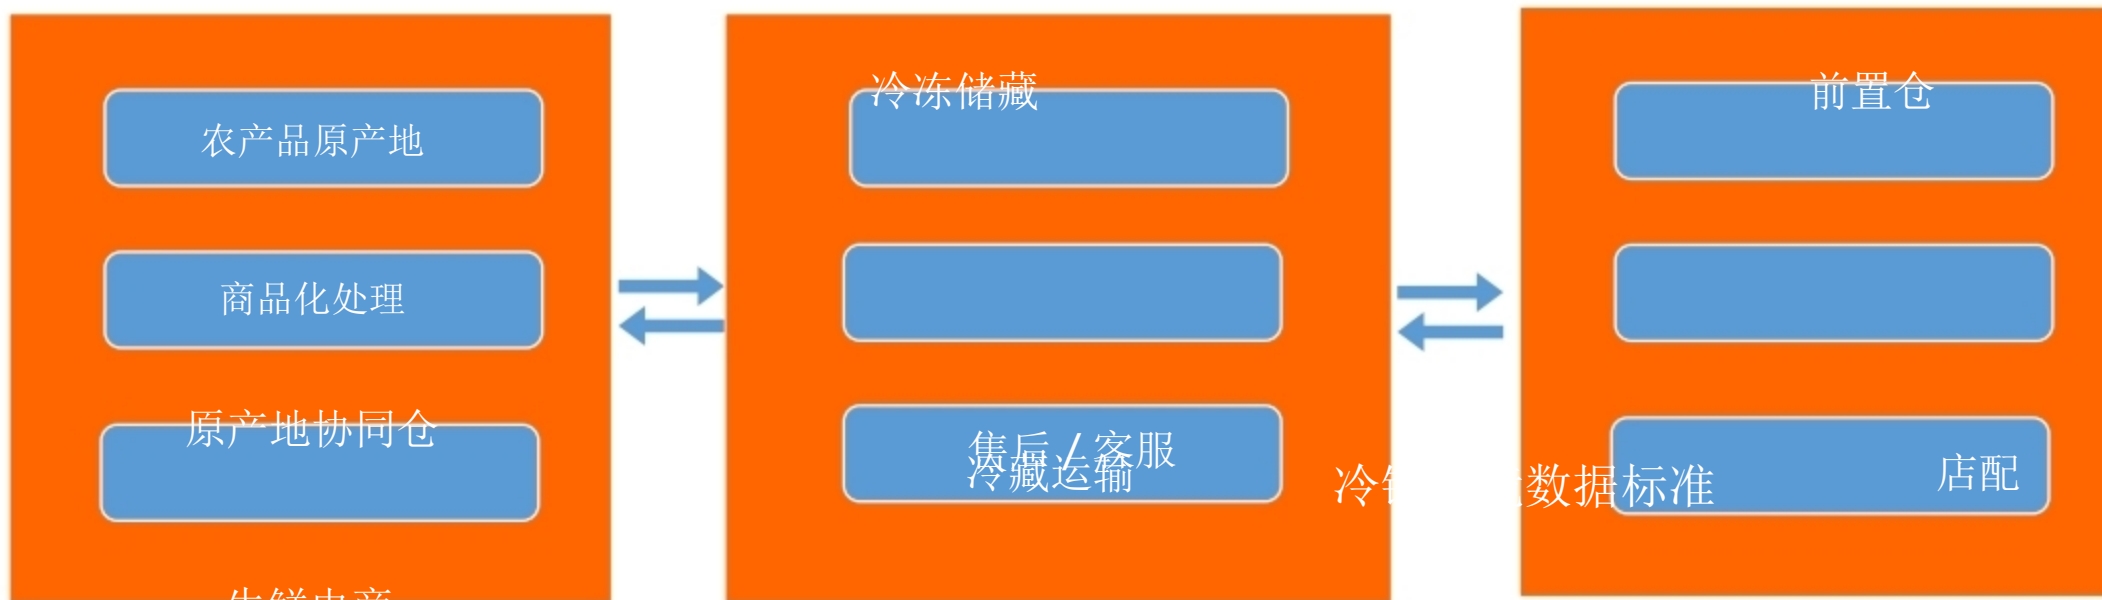 农产品原产地
商品化处理
原产地协同仓
冷冻储藏
售后 / 客服
冷藏运输
冷
数据标准
前置仓
店配